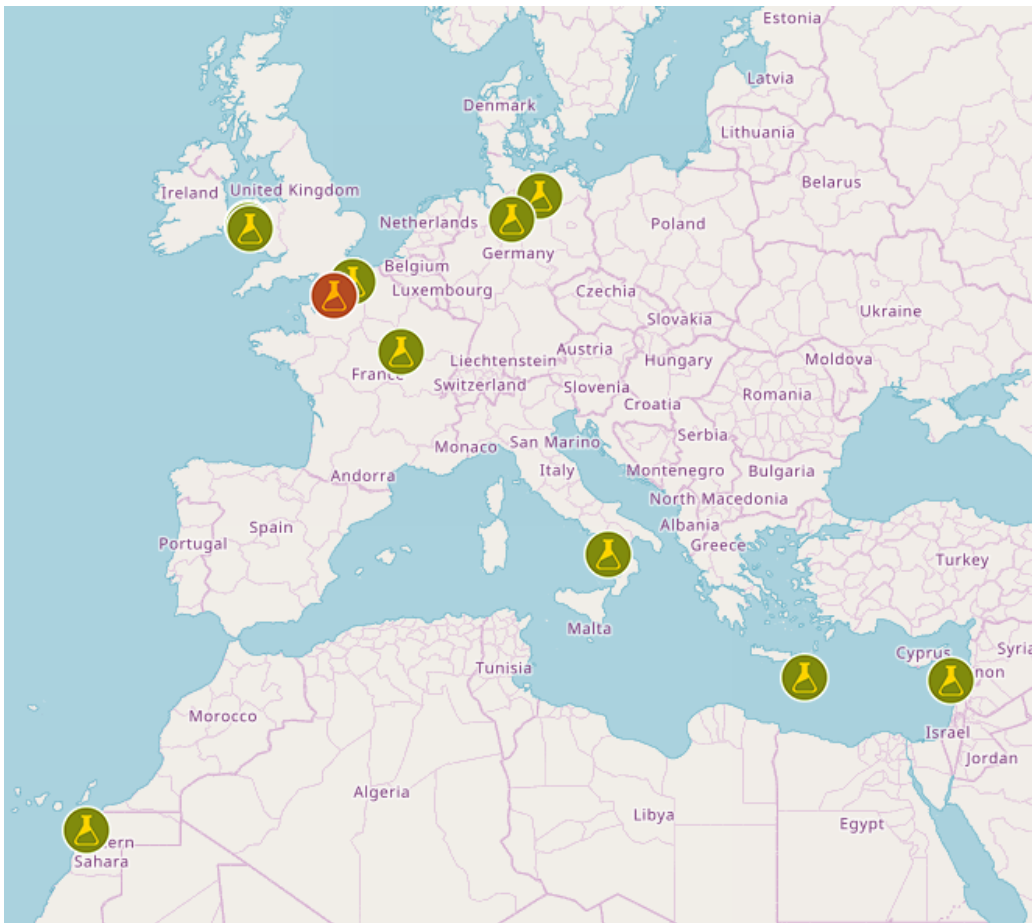 Estonia
Latvia
Denmark
Lithuania
Ireland
United Kingdom
Belarus
Netherlands
Poland
Germany
Belgium
Luxembourg
Czechia
Ukraine
Slovakia
Austria
Liechtenstein
Hungary
Moldova
France
Switzerland
Slovenia
Romania
Croatia
Serbia
San Marino
Monaco
Italy
Montenegro
Bulgaria
Andorra
North Macedonia
Spain
Albania
Portugal
Greece
Turkey
Malta
Cyprus
Syria
Tunisia
non
Morocco
Israel
Jordan
Algeria
Libya
Egypt
ern
Sahara